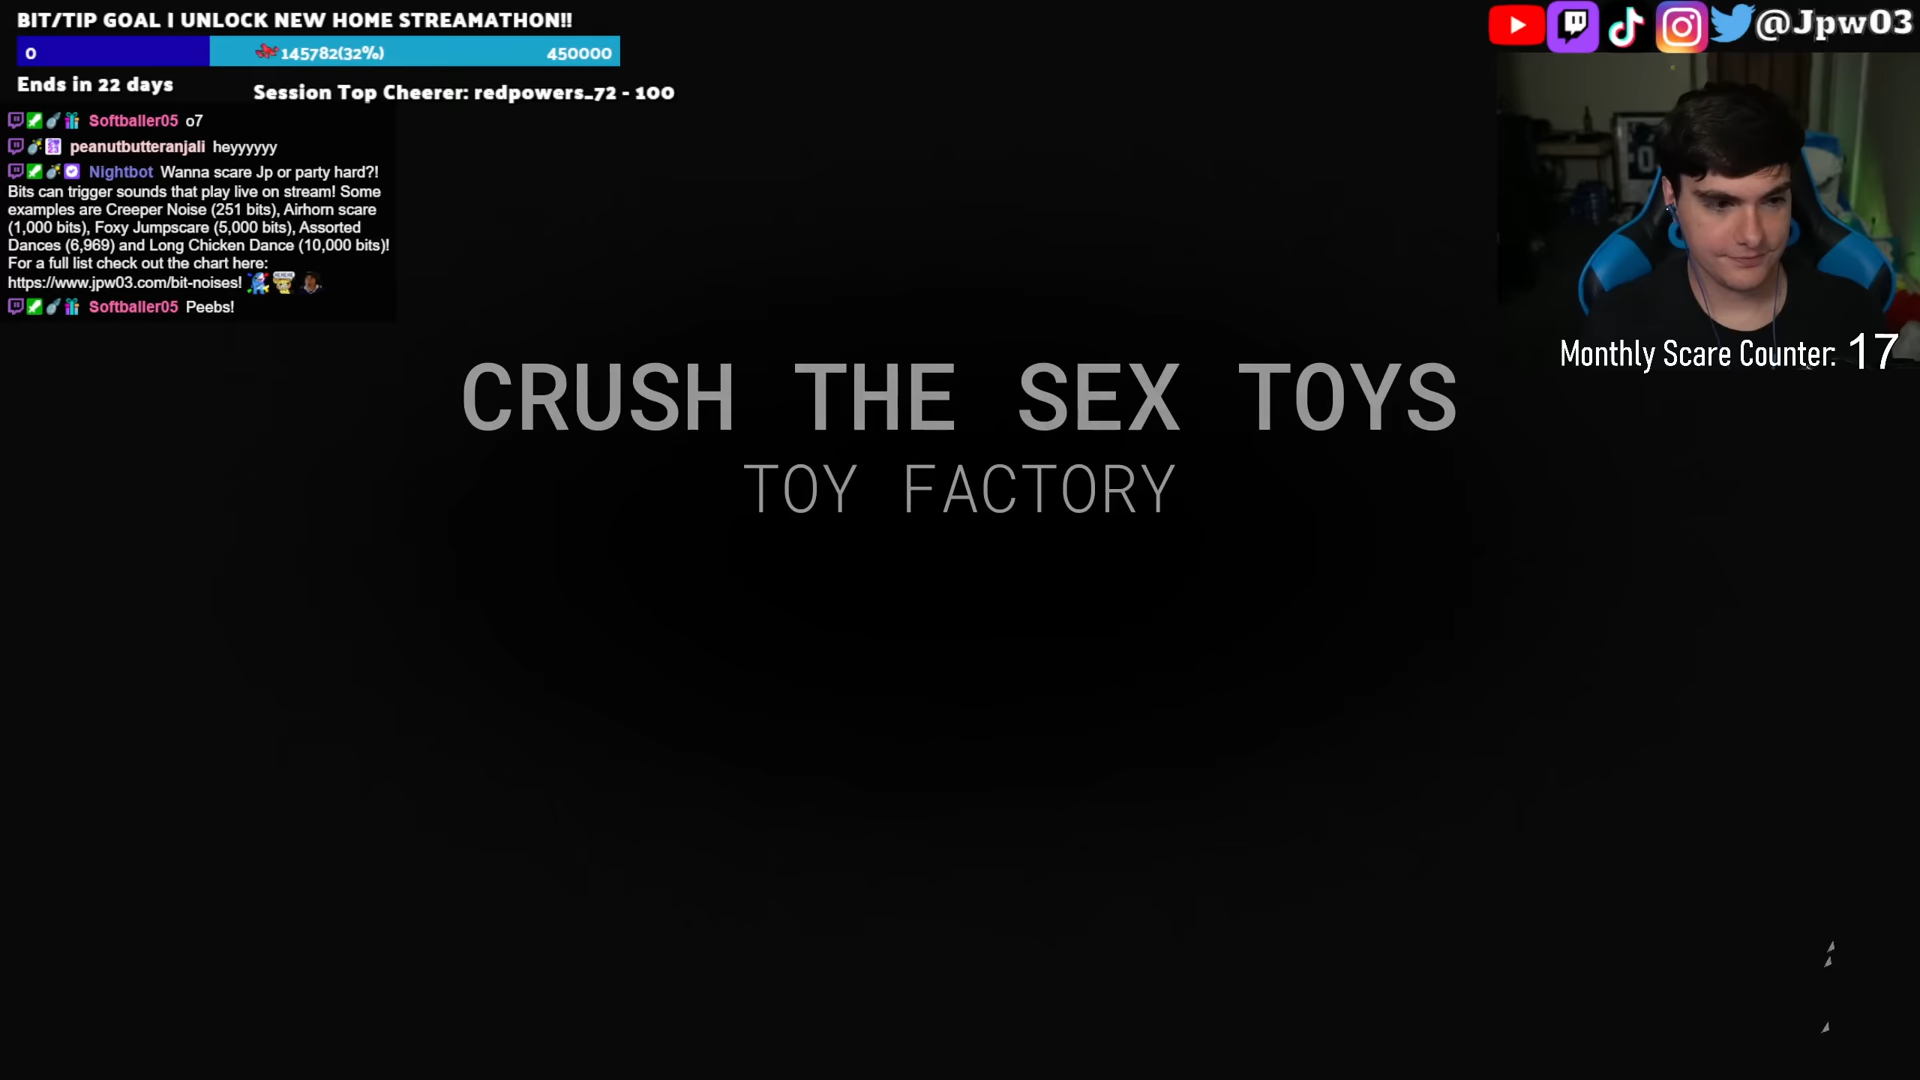 BIT/TIP GOAL I UNLOCK NEW HOME STREAMATHON!!
0 145782(32%) 450000
Ends in 22 days
Session Top Cheerer: redpowers_72 - 100
Softballer05 o7
peanutbutteranjali heyyyyyy
Nightbot Wanna scare Jp or party hard?!
Bits can trigger sounds that play live on stream! Some
examples are Creeper Noise (251 bits), Airhorn scare
(1,000 bits), Foxy Jumpscare (5,000 bits), Assorted
Dances (6,969) and Long Chicken Dance (10,000 bits)!
For a full list check out the chart here:
https://www.jpw03.com/bit-noises!
Softballer05 Peebs!
@Jpw03
Monthly Scare Counter: 17
CRUSH THE SEX TOYS
TOY FACTORY